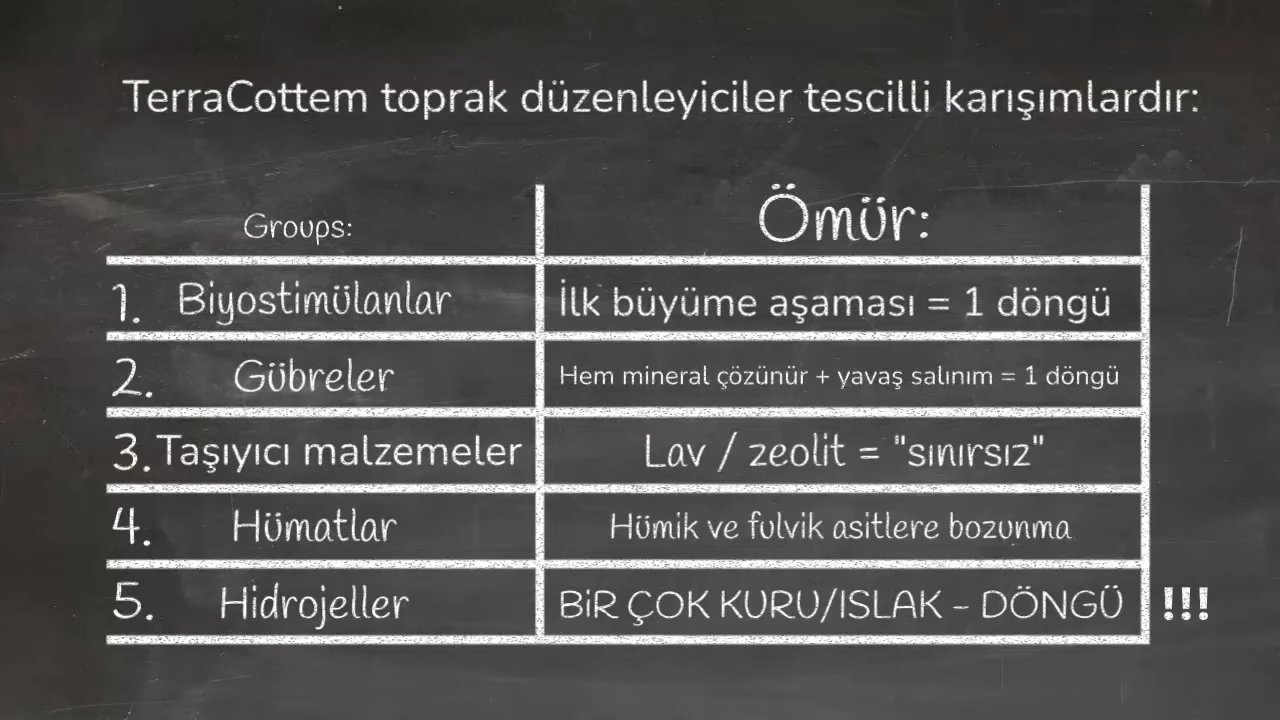 TerraCottem toprak düzenleyiciler tescilli karışımlardır:
Groups: Ömür:
1. Biyostimülanlar İlk büyüme aşaması = 1 döngü
2. Gübreler Hem mineral çözünür + yavaş salınım = 1 döngü
3. Taşıyıcı malzemeler Lav / zeolit = "sınırsız"
4. Hümatlar Hümik ve fulvik asitlere bozunma
5. Hidrojeller BİR ÇOK KURU/ISLAK - DÖNGÜ !!!